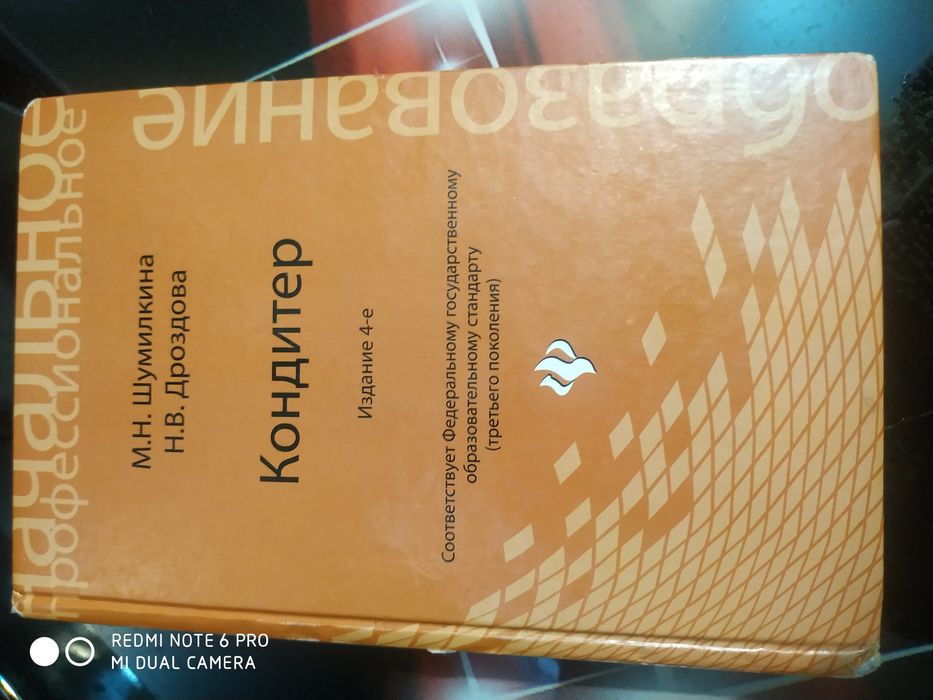 начальное
профессиональное
образование
М.Н. Шумилкина
Н.В. Дроздова
Кондитер
Издание 4-е
Соответствует Федеральному государственному
образовательному стандарту
(третьего поколения)
REDMI NOTE 6 PRO
MI DUAL CAMERA